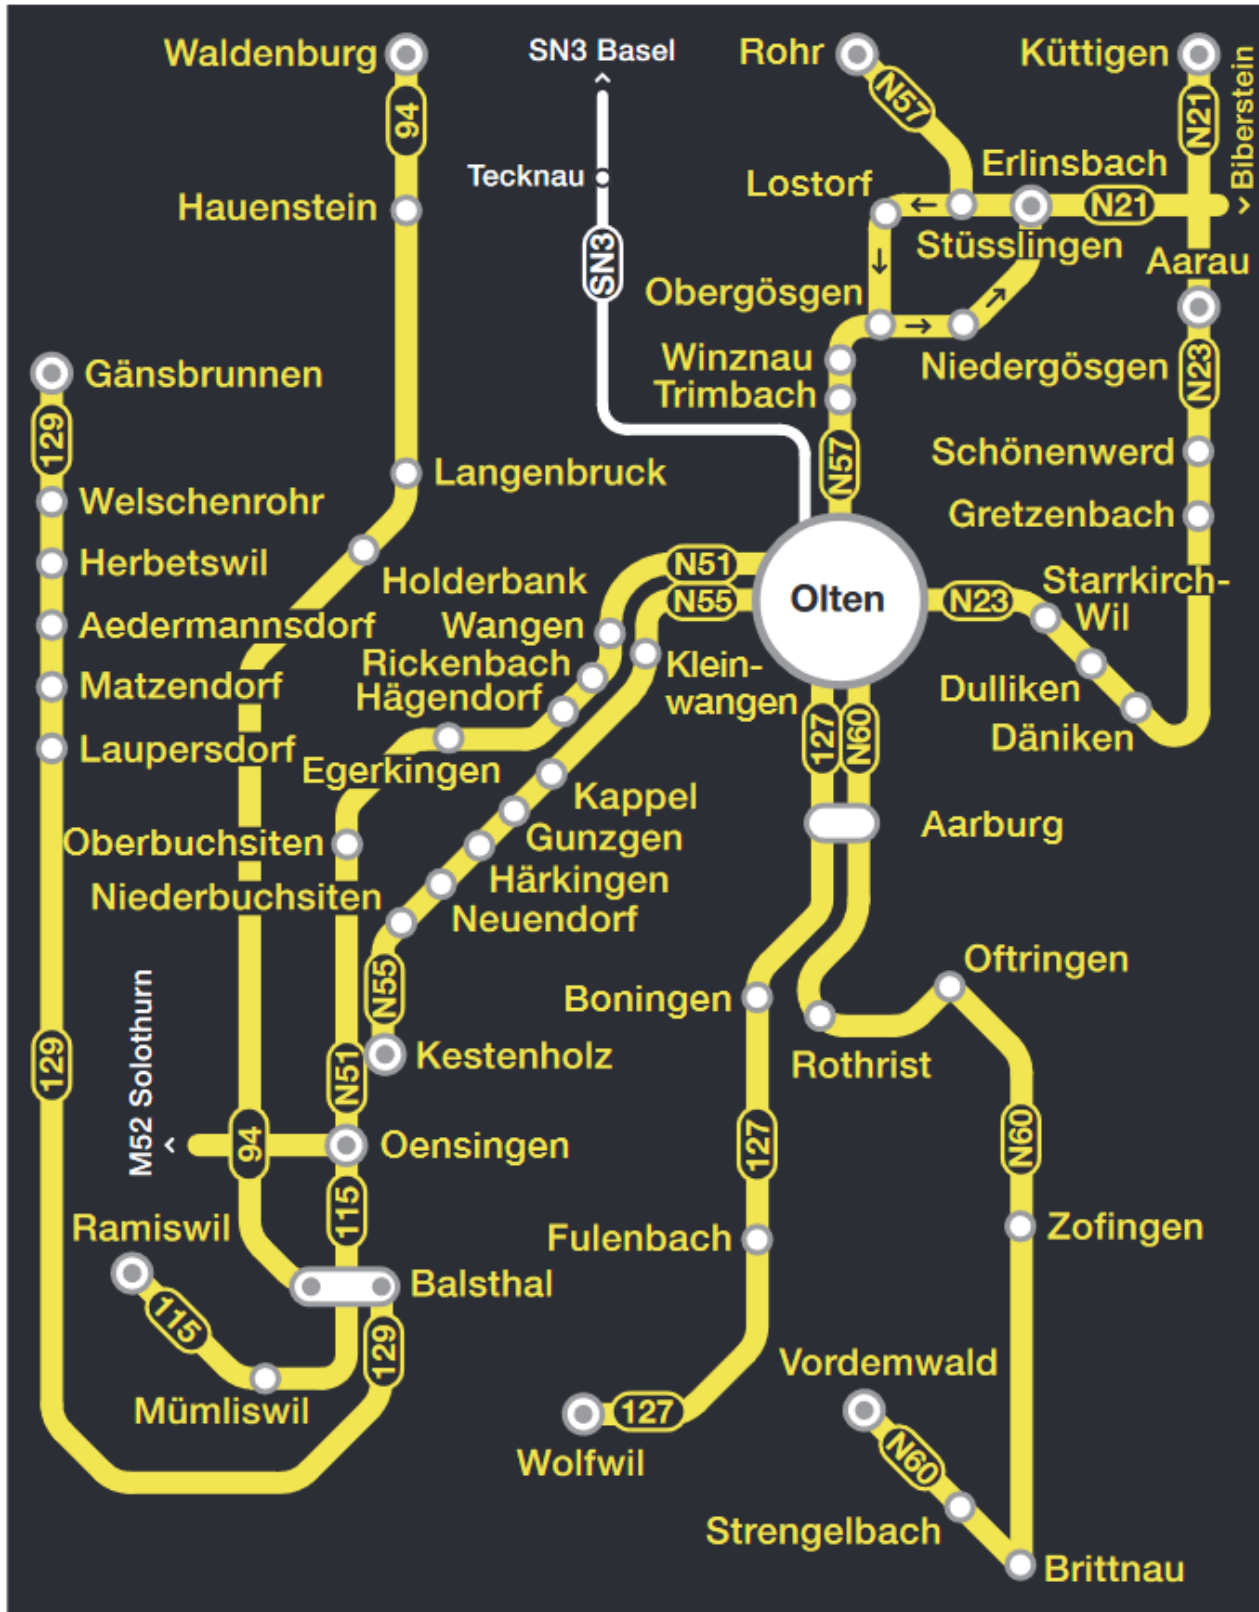 Waldenburg
SN3 Basel
Rohr
Küttigen
94
N57
N21
Biberstein
Tecknau
Erlinsbach
Hauenstein
Lostorf
N21
Stüsslingen
SN3
Aarau
Obergösgen
Winznau
Niedergösgen
Trimbach
N23
Gänsbrunnen
129
Langenbruck
N57
Schönenwerd
Welschenrohr
Gretzenbach
Herbetswil
Holderbank
N51
N55
Olten
N23
Starrkirch-
Wil
Aedermannsdorf
Wangen
Rickenbach
Klein-
wangen
Matzendorf
Hägendorf
Dulliken
Däniken
Laupersdorf
Egerkingen
127
N60
Kappel
Aarburg
Oberbuchsiten
Gunzgen
Härkingen
Niederbuchsiten
Neuendorf
Oftringen
N55
Boningen
M52 Solothurn
129
N51
Kestenholz
Rothrist
94
Oensingen
127
N60
115
Ramiswil
Fulenbach
Zofingen
Balsthal
115
129
Vordemwald
Mümliswil
127
Wolfwil
N60
Strengelbach
Brittnau